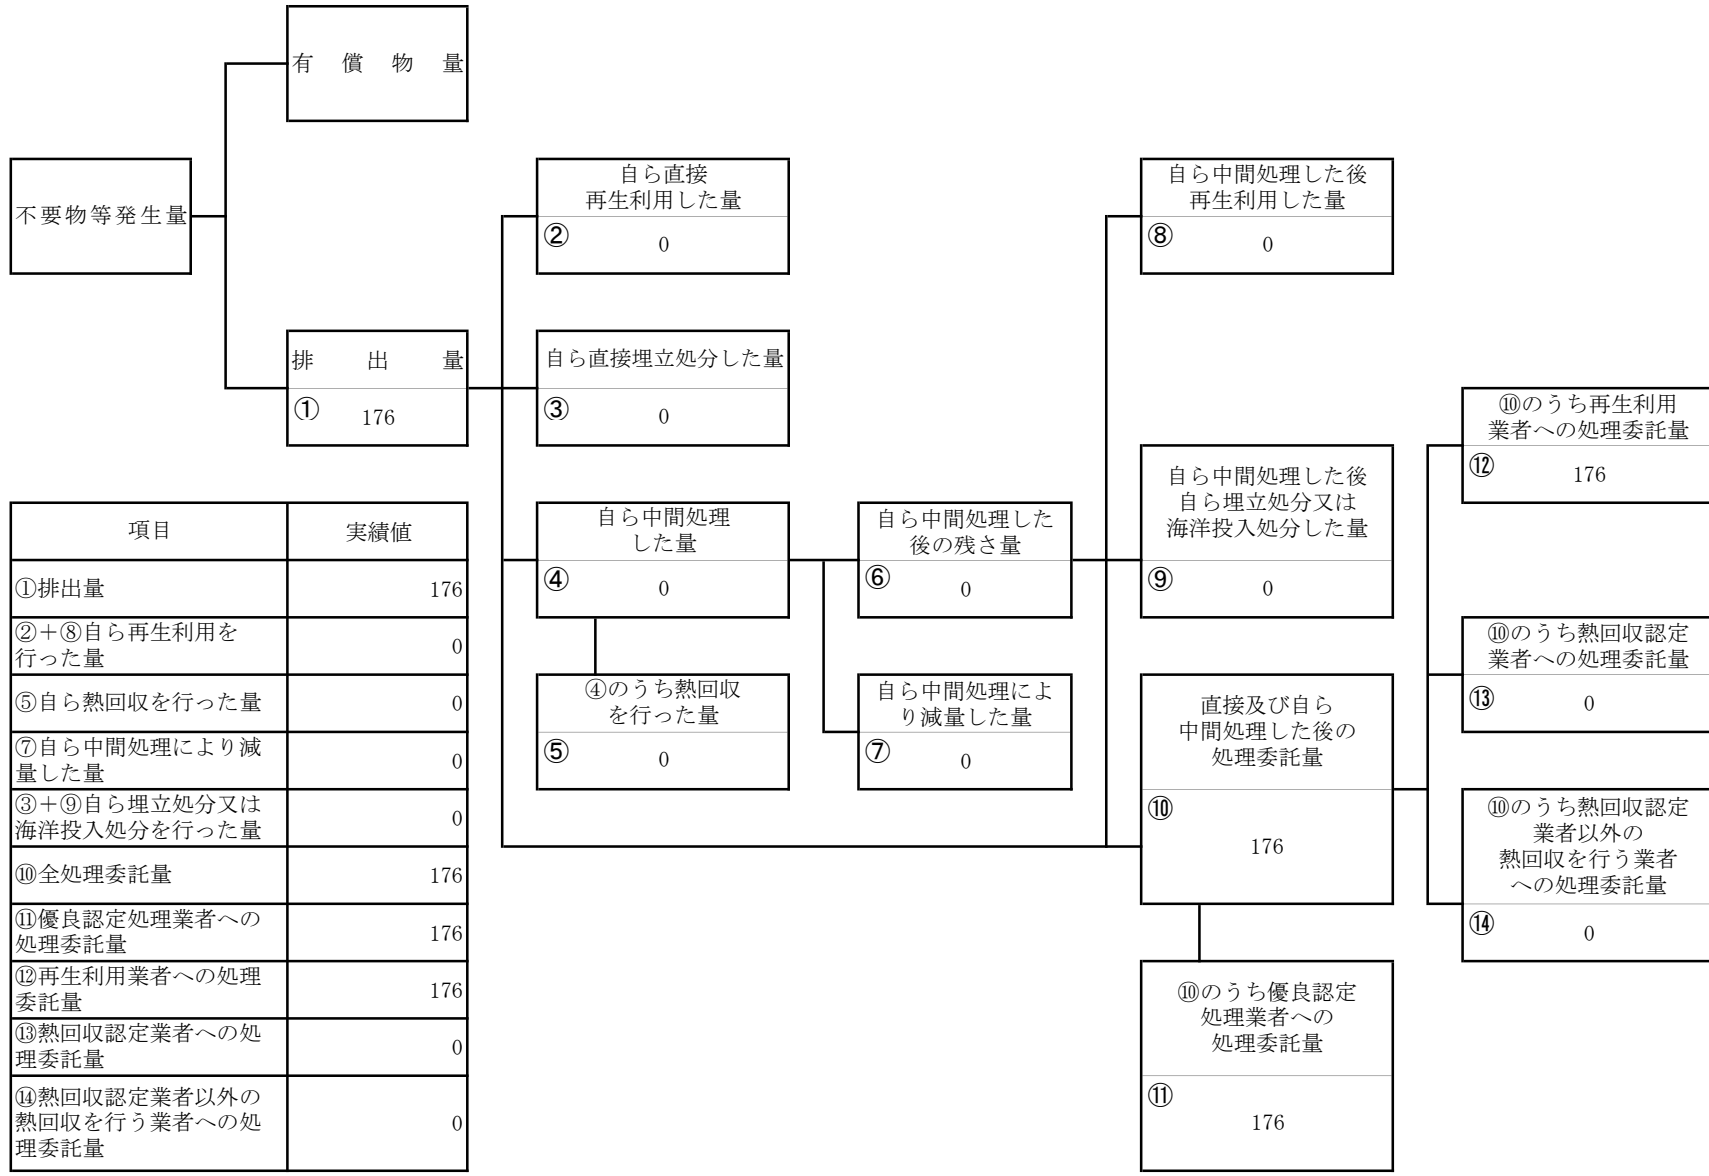 有償物量
不要物等発生量
排出量
①
176
自ら直接
再生利用した量
②
0
自ら直接埋立処分した量
③
0
自ら中間処理
した量
④
0
④のうち熱回収
を行った量
⑤
0
自ら中間処理した
後の残さ量
⑥
0
自ら中間処理によ
り減量した量
⑦
0
自ら中間処理した後
再生利用した量
⑧
0
自ら中間処理した後
自ら埋立処分又は
海洋投入処分した量
⑨
0
直接及び自ら
中間処理した後の
処理委託量
⑩
176
⑩のうち優良認定
処理業者への
処理委託量
⑪
176
⑩のうち再生利用
業者への処理委託量
⑫
176
⑩のうち熱回収認定
業者への処理委託量
⑬
0
⑩のうち熱回収認定
業者以外の
熱回収を行う業者
への処理委託量
⑭
0
項目 実績値
①排出量 176
②＋⑧自ら再生利用を
行った量 0
⑤自ら熱回収を行った量 0
⑦自ら中間処理により減
量した量 0
③＋⑨自ら埋立処分又は
海洋投入処分を行った量 0
⑩全処理委託量 176
⑪優良認定処理業者への
処理委託量 176
⑫再生利用業者への処理
委託量 176
⑬熱回収認定業者への処
理委託量 0
⑭熱回収認定業者以外の
熱回収を行う業者への処
理委託量 0